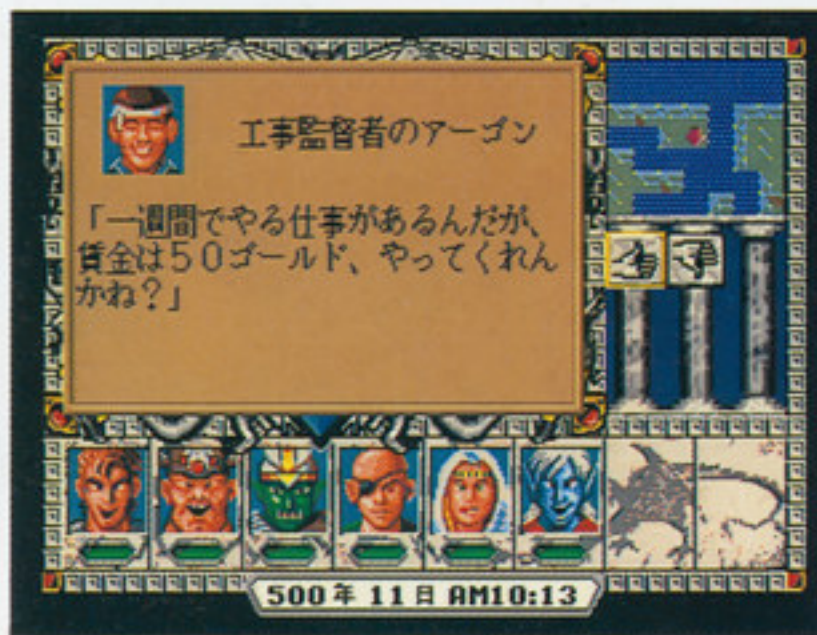 工事監督者のアーゴン
「一週間でやる仕事があるんだが、
賃金は50ゴールド、やってくれん
かね？」
500年 11日 AM10:13